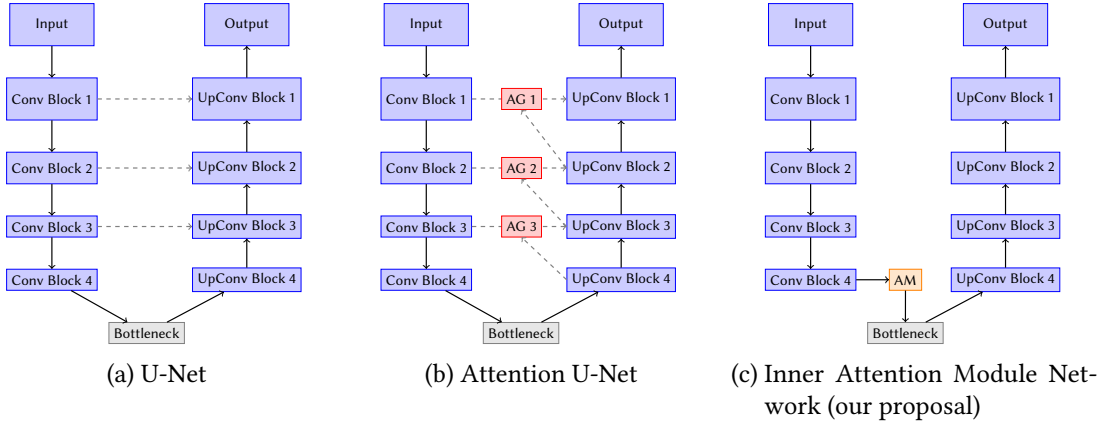 Input
Output
Conv Block 1
UpConv Block 1
Conv Block 2
UpConv Block 2
Conv Block 3
UpConv Block 3
Conv Block 4
UpConv Block 4
Bottleneck
(a) U-Net
Input
Output
Conv Block 1
AG 1
UpConv Block 1
Conv Block 2
AG 2
UpConv Block 2
Conv Block 3
AG 3
UpConv Block 3
Conv Block 4
UpConv Block 4
Bottleneck
(b) Attention U-Net
Input
Output
Conv Block 1
UpConv Block 1
Conv Block 2
UpConv Block 2
Conv Block 3
UpConv Block 3
Conv Block 4
AM
UpConv Block 4
Bottleneck
(c) Inner Attention Module Net-
work (our proposal)